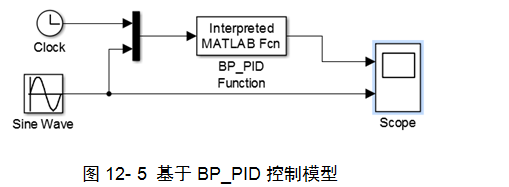 Clock
Interpreted
MATLAB Fcn
BP_PID
Function
Sine Wave
Scope
图 12- 5 基于 BP_PID 控制模型